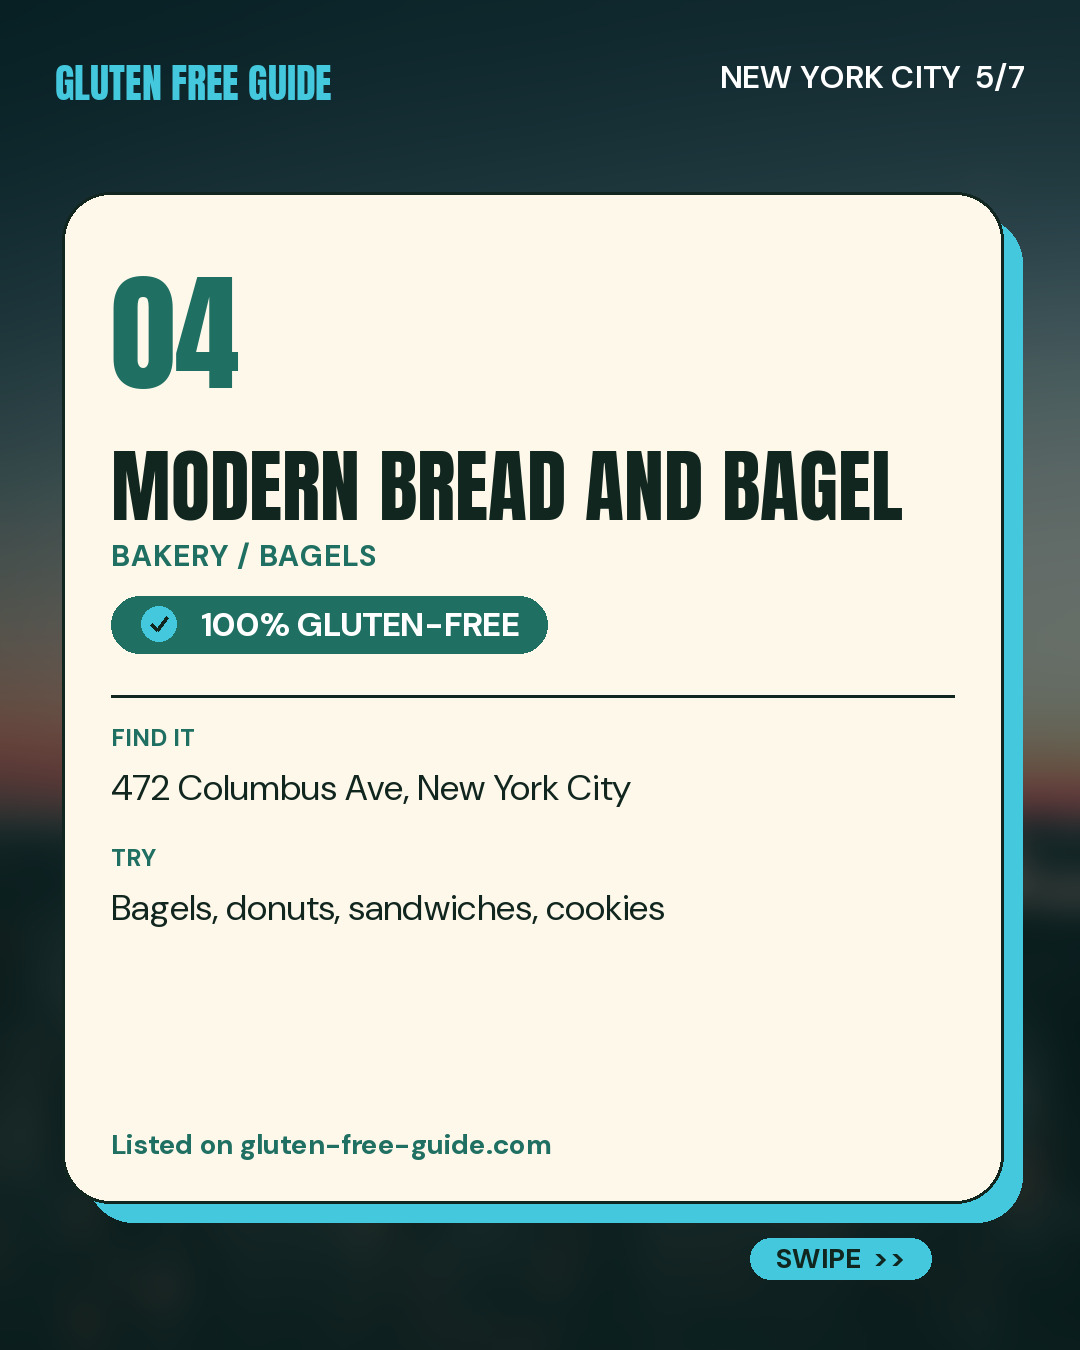 GLUTEN FREE GUIDE
NEW YORK CITY 5/7
04
MODERN BREAD AND BAGEL
BAKERY / BAGELS
100% GLUTEN-FREE
FIND IT
472 Columbus Ave, New York City
TRY
Bagels, donuts, sandwiches, cookies
Listed on gluten-free-guide.com
SWIPE >>